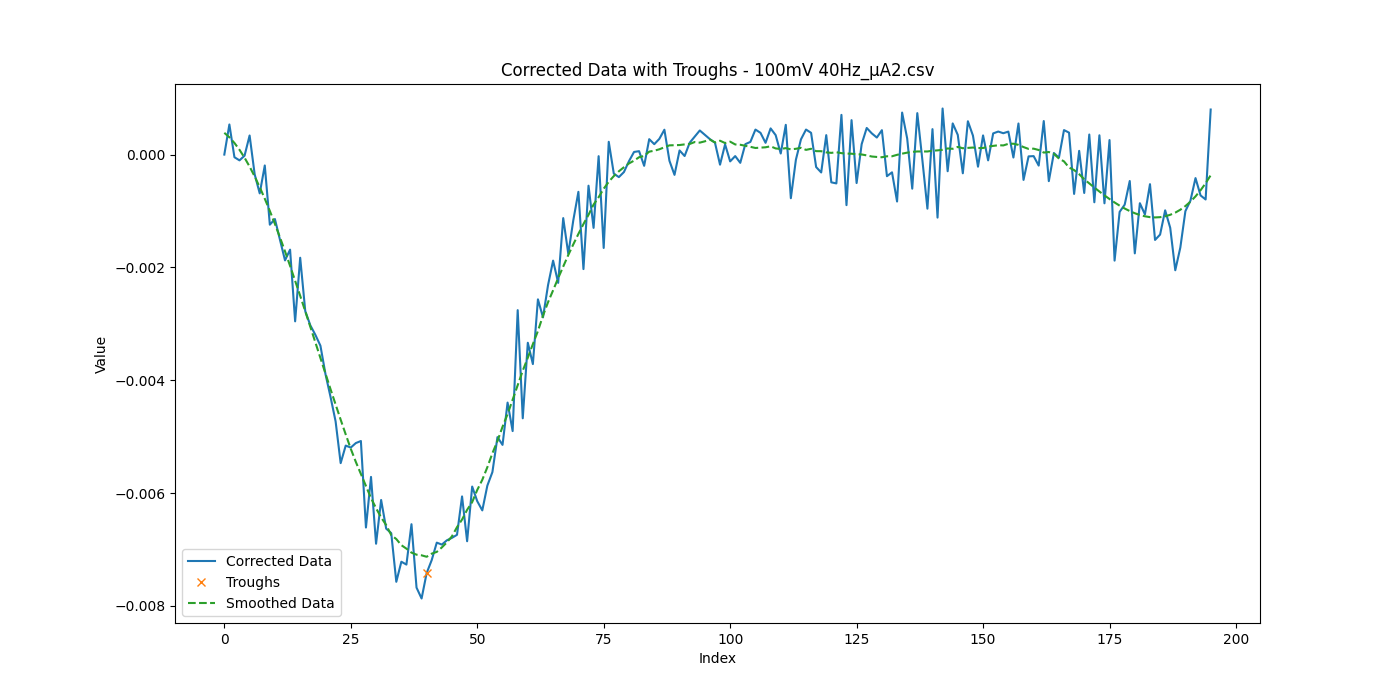 Corrected Data with Troughs - 100mV 40Hz_µA2.csv
0.000
−0.002
−0.004
−0.006
−0.008
Value
Corrected Data
Troughs
Smoothed Data
0 25 50 75 100 125 150 175 200
Index